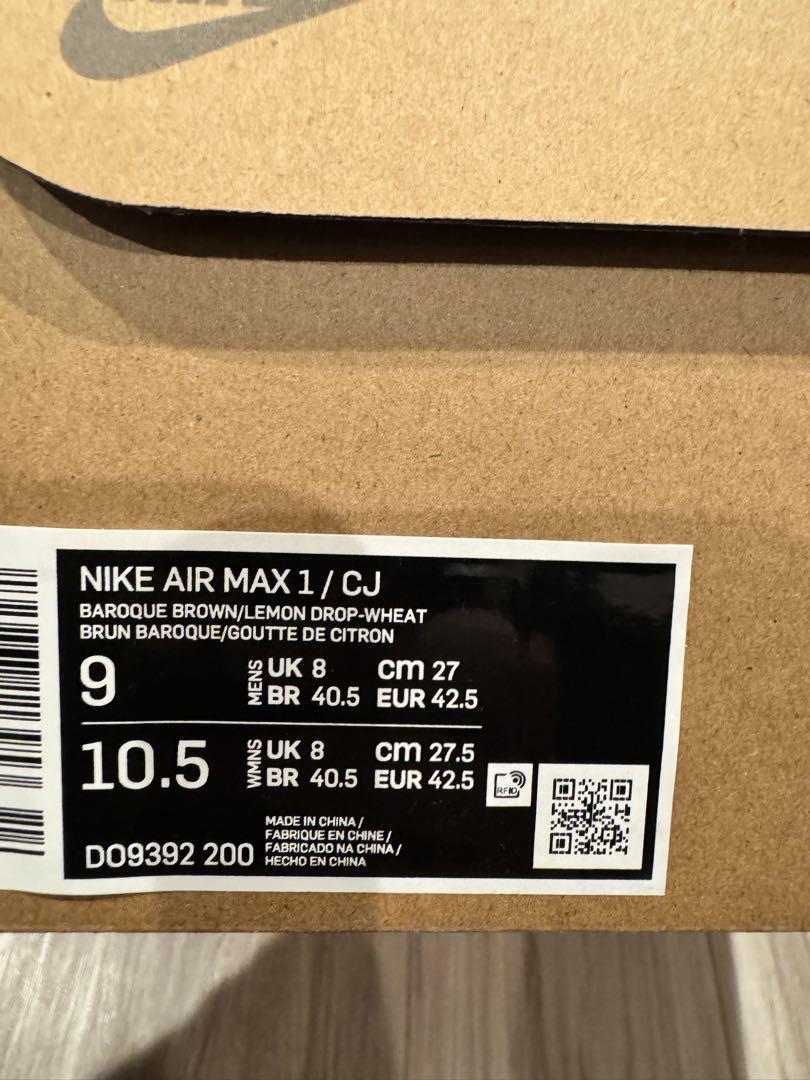 NIKE AIR MAX 1 / CJ
BAROQUE BROWN/LEMON DROP-WHEAT
BRUN BAROQUE/GOUTTE DE CITRON
9 MENS UK 8 cm 27
BR 40.5 EUR 42.5
10.5 WMNS UK 8 cm 27.5
BR 40.5 EUR 42.5
RFID
DO9392 200
MADE IN CHINA /
FABRIQUE EN CHINE /
FABRICADO NA CHINA /
HECHO EN CHINA